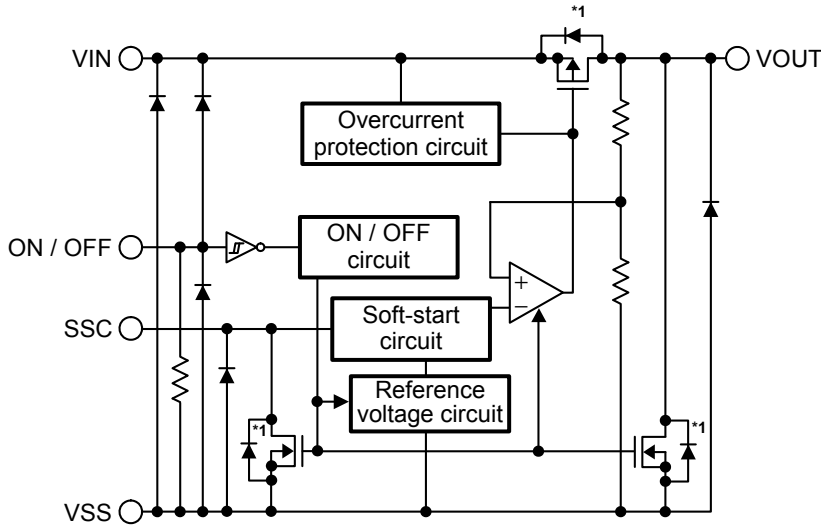 *1
VIN
VOUT
Overcurrent
protection circuit
ON / OFF
ON / OFF
circuit
+
−
SSC
Soft-start
circuit
Reference
voltage circuit
*1
*1
VSS